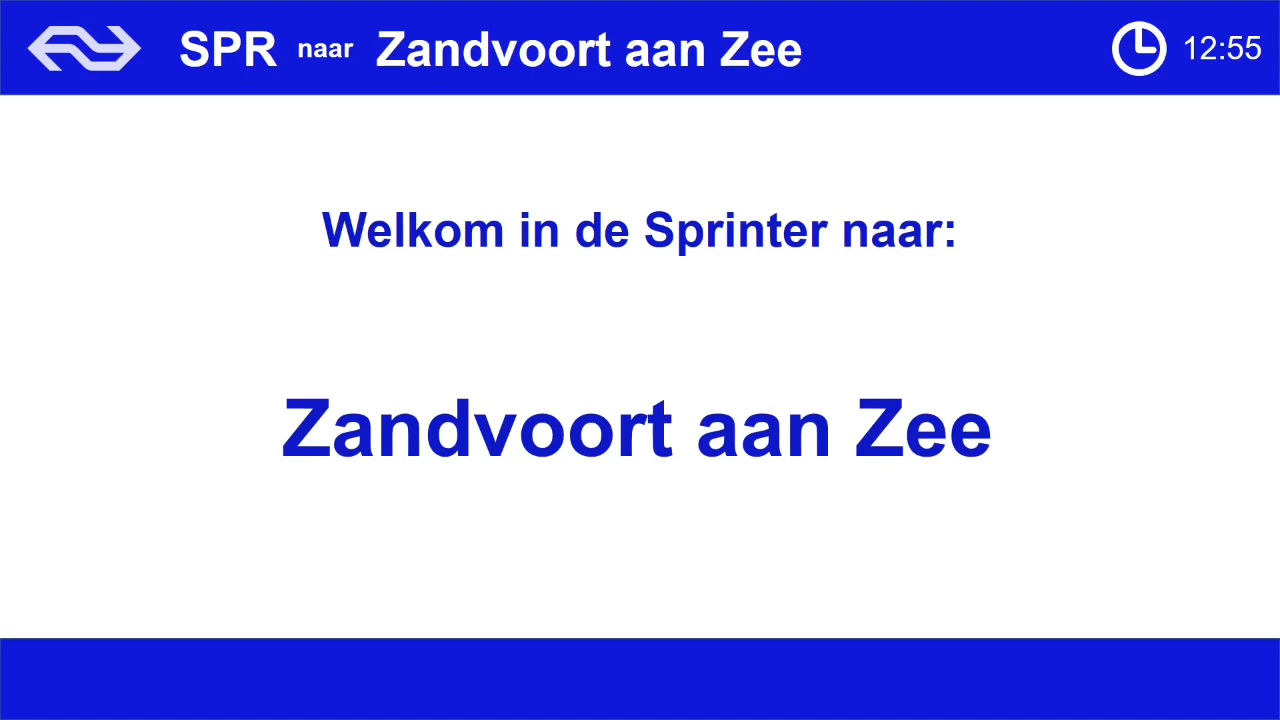 SPR naar Zandvoort aan Zee 12:55
Welkom in de Sprinter naar:
Zandvoort aan Zee